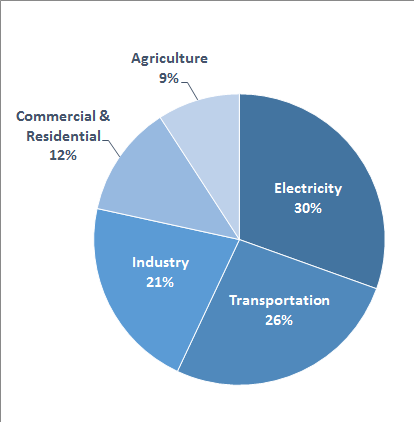 Agriculture
9%
Commercial &
Residential
12%
Electricity
30%
Industry
21%
Transportation
26%